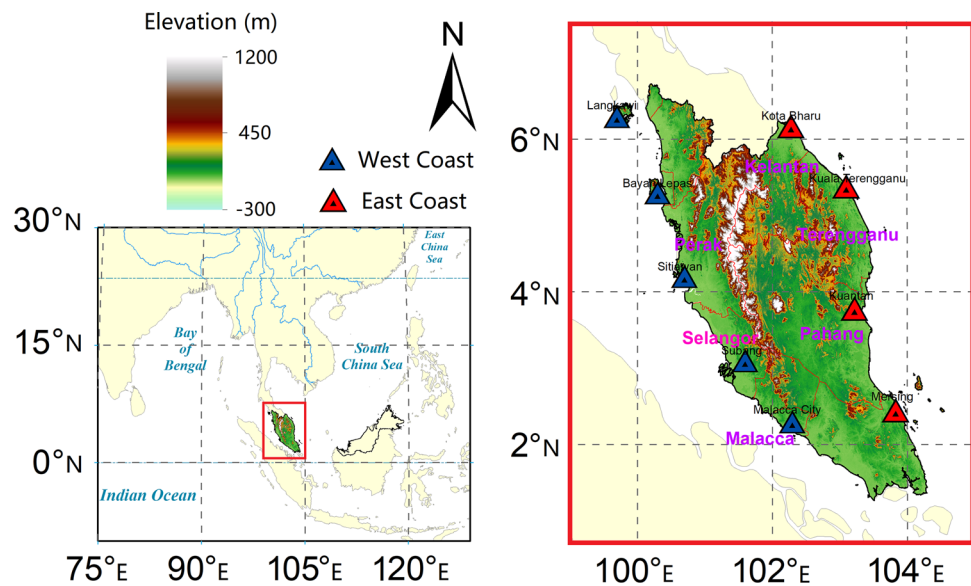 Elevation (m)
1200
450
-300
N
West Coast
East Coast
30°N
15°N
0°N
75°E
90°E
105°E
120°E
East
China
Sea
Bay
of
Bengal
South
China Sea
Indian Ocean
Langkawi
Kota Bharu
6°N
Kelantan
Kuala Terengganu
Bayan Lepas
Terengganu
Perak
Sitiawan
4°N
Kuantan
Pahang
Selangor
Subang
Mersing
Malacca City
Malacca
2°N
100°E
102°E
104°E